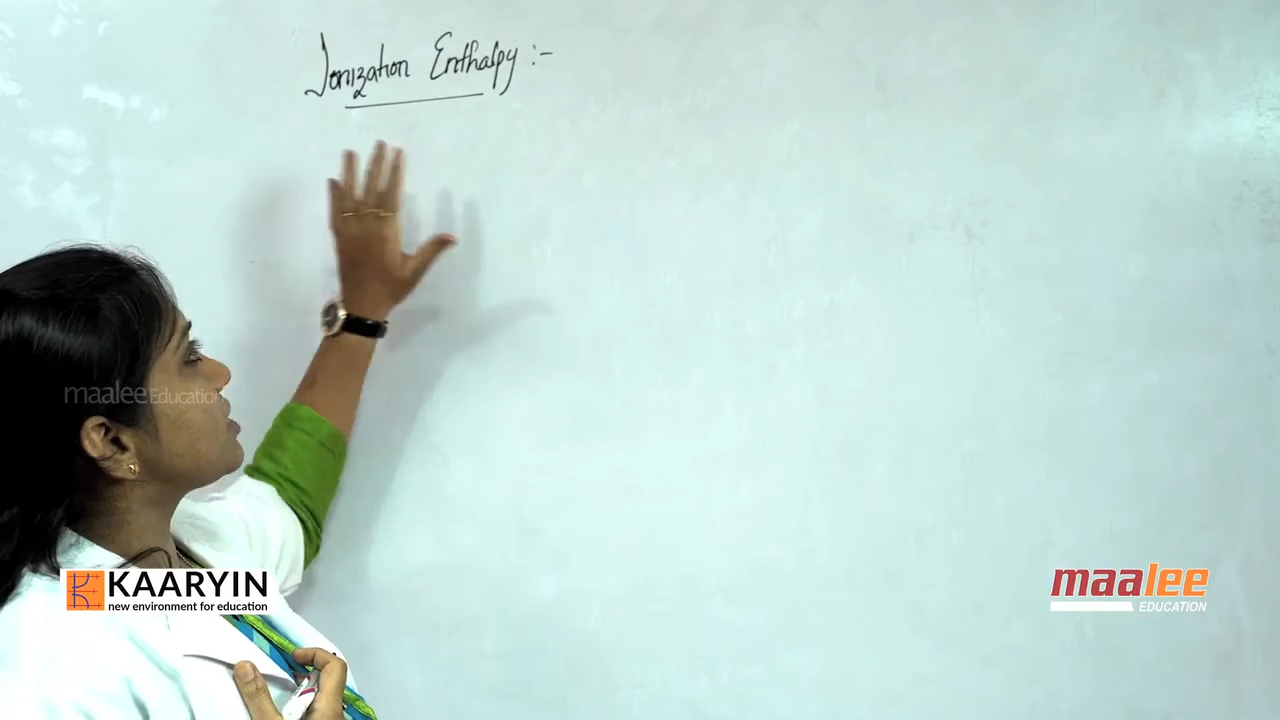 Ionization Enthalpy :-
maalee Education
KAARYIN
new environment for education
maalee
EDUCATION